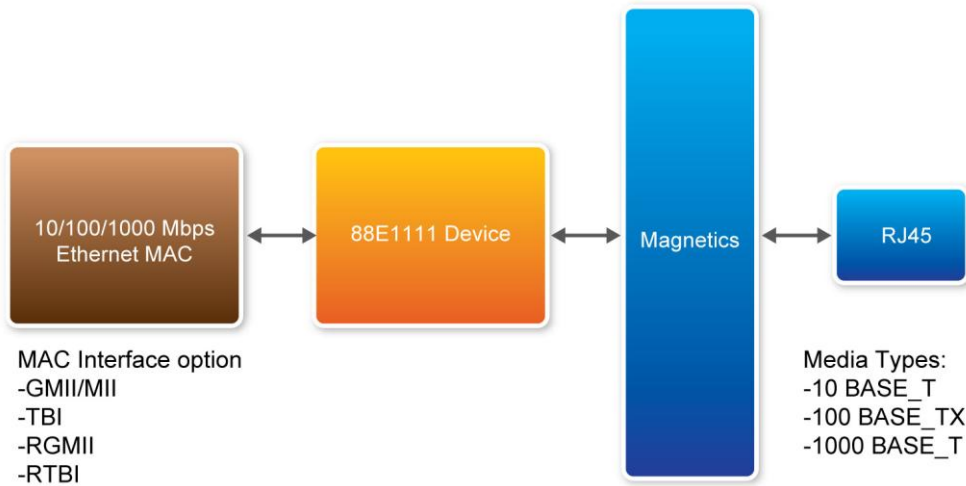 10/100/1000 Mbps
Ethernet MAC
88E1111 Device
Magnetics
RJ45
MAC Interface option
-GMII/MII
-TBI
-RGMII
-RTBI
Media Types:
-10 BASE_T
-100 BASE_TX
-1000 BASE_T